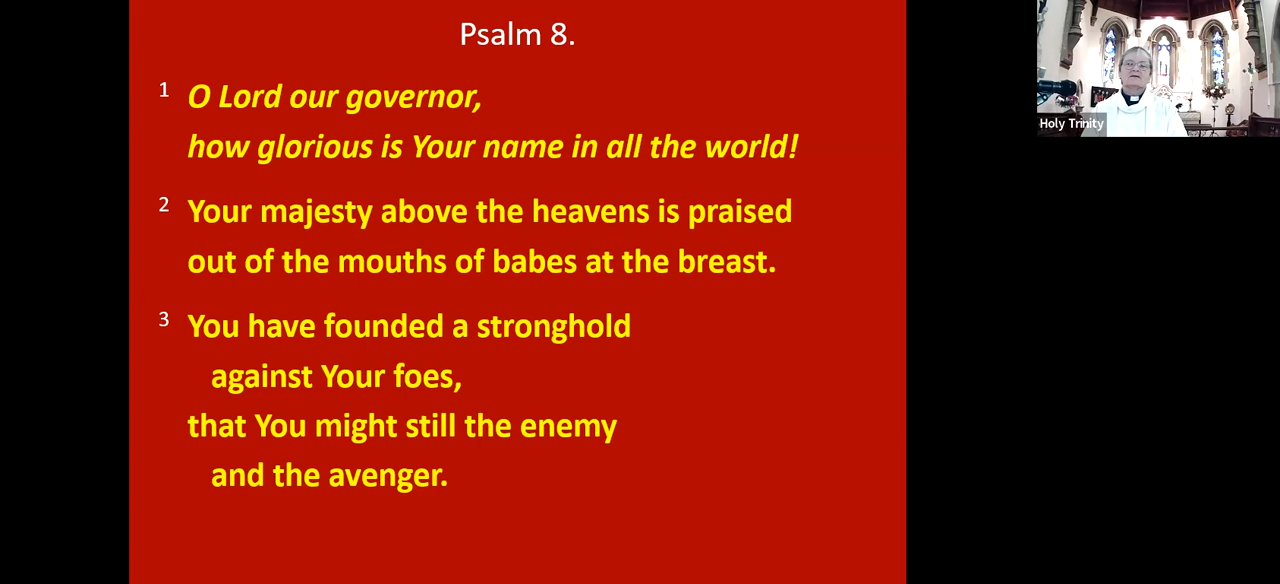 Psalm 8.
1 O Lord our governor,
how glorious is Your name in all the world!
2 Your majesty above the heavens is praised
out of the mouths of babes at the breast.
3 You have founded a stronghold
against Your foes,
that You might still the enemy
and the avenger.
Holy Trinity